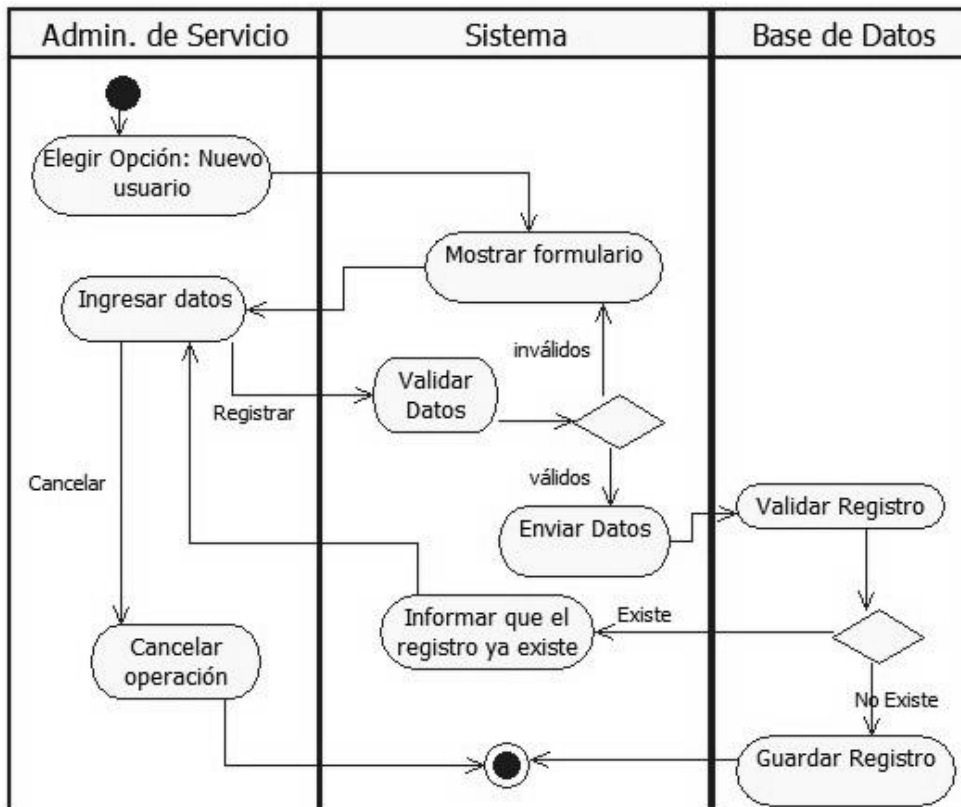 Admin. de Servicio
Sistema
Base de Datos
Elegir Opción: Nuevo
usuario
Mostrar formulario
Ingresar datos
inválidos
Validar
Datos
Registrar
Cancelar
válidos
Validar Registro
Enviar Datos
Informar que el
registro ya existe
Existe
Cancelar
operación
No Existe
Guardar Registro